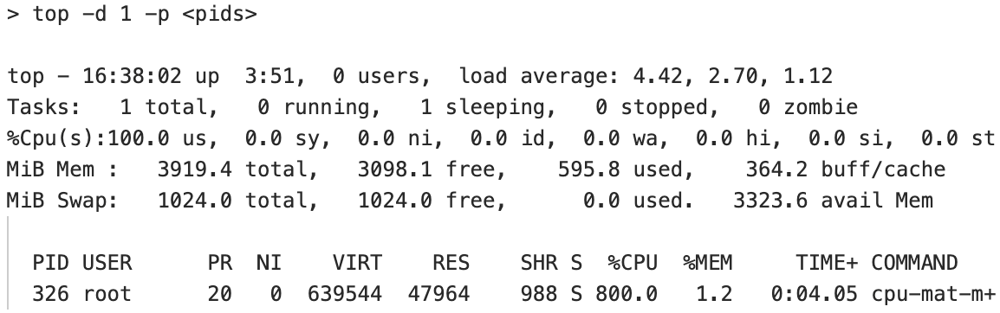 > top -d 1 -p <pids>
top - 16:38:02 up  3:51,  0 users,  load average: 4.42, 2.70, 1.12
Tasks:   1 total,   0 running,   1 sleeping,   0 stopped,   0 zombie
%Cpu(s):100.0 us,  0.0 sy,  0.0 ni,  0.0 id,  0.0 wa,  0.0 hi,  0.0 si,  0.0 st
MiB Mem :   3919.4 total,   3098.1 free,    595.8 used,    364.2 buff/cache
MiB Swap:   1024.0 total,   1024.0 free,      0.0 used.   3323.6 avail Mem
  PID USER      PR  NI    VIRT    RES    SHR S  %CPU  %MEM     TIME+ COMMAND
  326 root      20   0  639544  47964    988 S 800.0   1.2   0:04.05 cpu-mat-m+